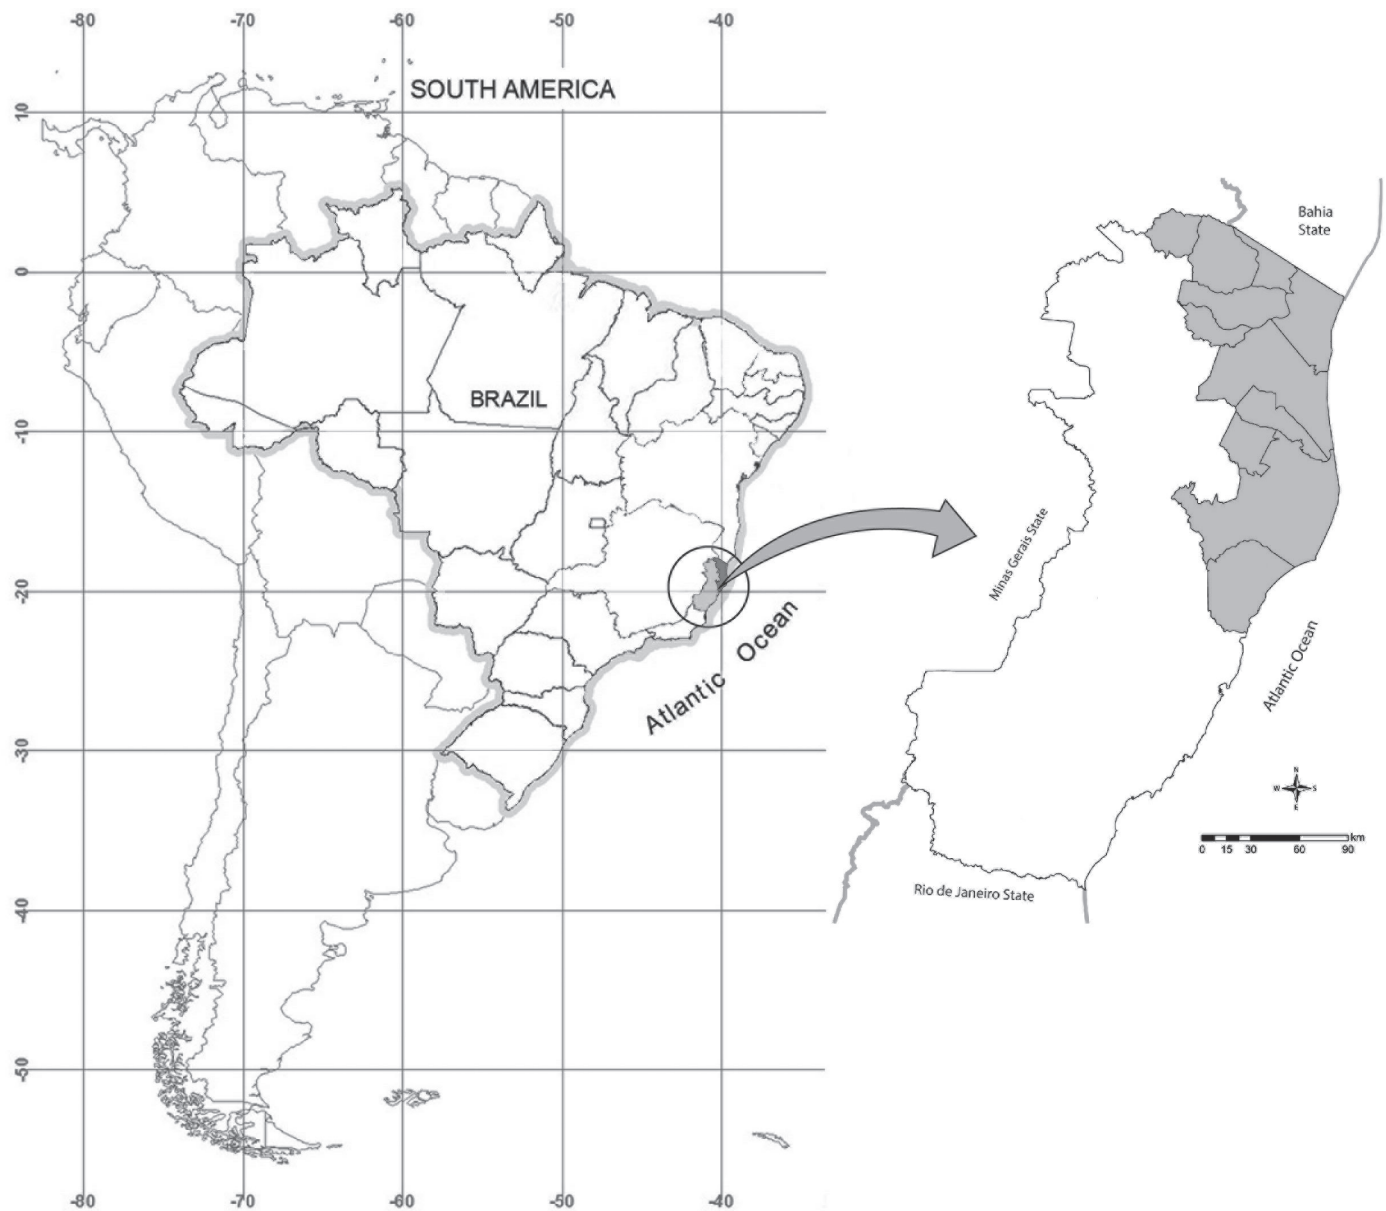 -80 -70 -60 -50 -40
SOUTH AMERICA
10
0
-10
-20
-30
-40
-50
BRAZIL
Atlantic Ocean
-80 -70 -60 -50 -40
Bahia
State
Minas Gerais State
Atlantic Ocean
N
W S
E
km
0 15 30 60 90
Rio de Janeiro State